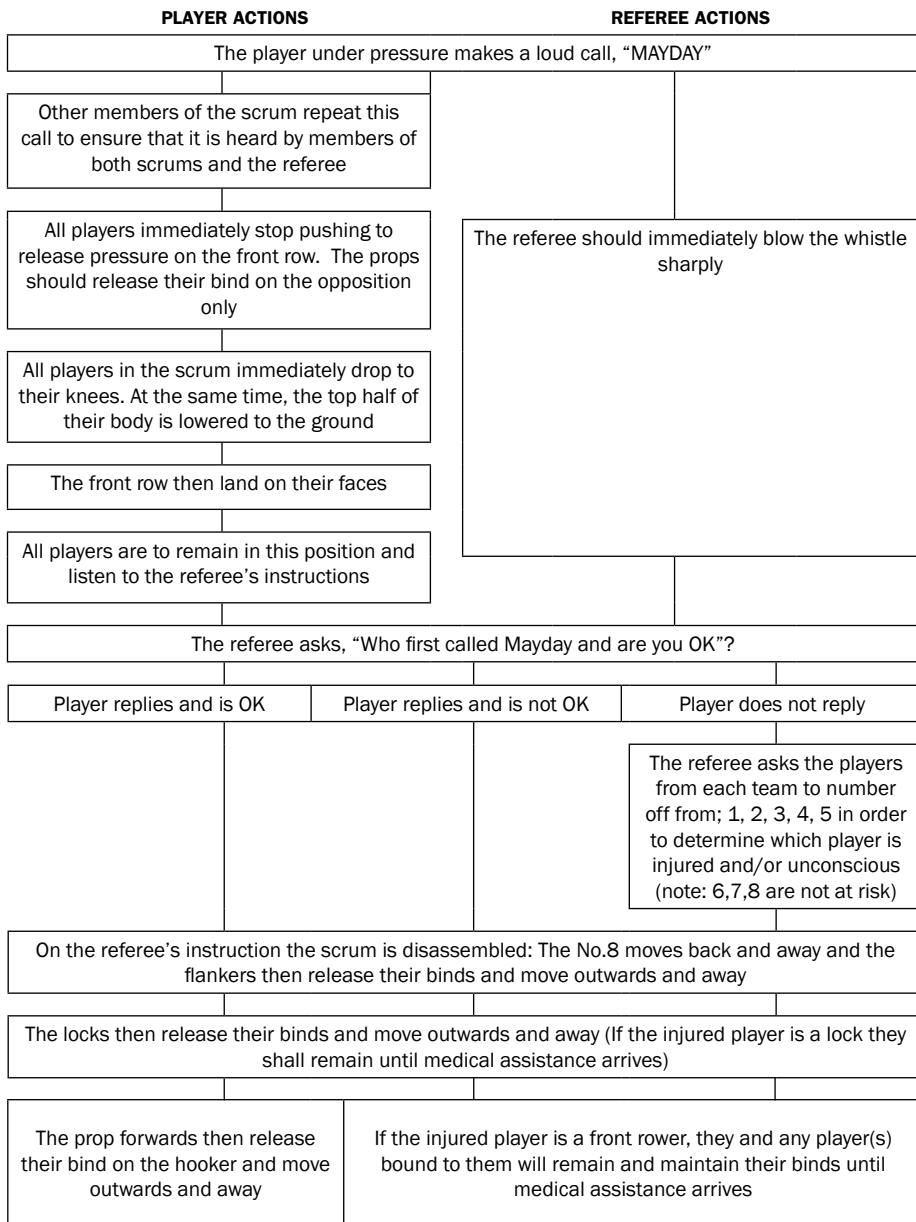 PLAYER ACTIONS
REFEREE ACTIONS
The player under pressure makes a loud call, “MAYDAY”
Other members of the scrum repeat this
call to ensure that it is heard by members of
both scrums and the referee
All players immediately stop pushing to
release pressure on the front row.  The props
should release their bind on the opposition
only
The referee should immediately blow the whistle
sharply
All players in the scrum immediately drop to
their knees. At the same time, the top half of
their body is lowered to the ground
The front row then land on their faces
All players are to remain in this position and
listen to the referee’s instructions
The referee asks, “Who first called Mayday and are you OK”?
Player replies and is OK
Player replies and is not OK
Player does not reply
The referee asks the players
from each team to number
off from; 1, 2, 3, 4, 5 in order
to determine which player is
injured and/or unconscious
(note: 6,7,8 are not at risk)
On the referee’s instruction the scrum is disassembled: The No.8 moves back and away and the
flankers then release their binds and move outwards and away
The locks then release their binds and move outwards and away (If the injured player is a lock they
shall remain until medical assistance arrives)
The prop forwards then release
their bind on the hooker and move
outwards and away
If the injured player is a front rower, they and any player(s)
bound to them will remain and maintain their binds until
medical assistance arrives